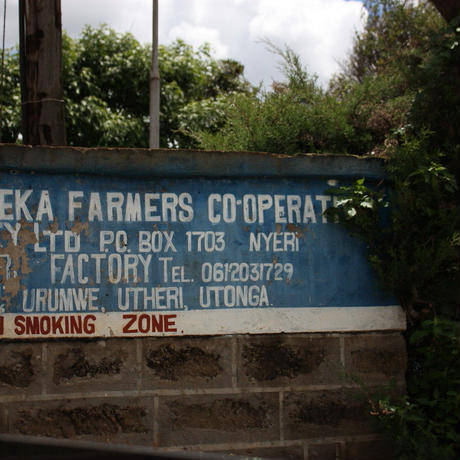 EKA FARMERS CO-OPERAT
Y LTD P.O. BOX 1703 NYERI
FACTORY TEL. 061-2031729
, URUMWE, UTHERI, UTONGA.
SMOKING ZONE.